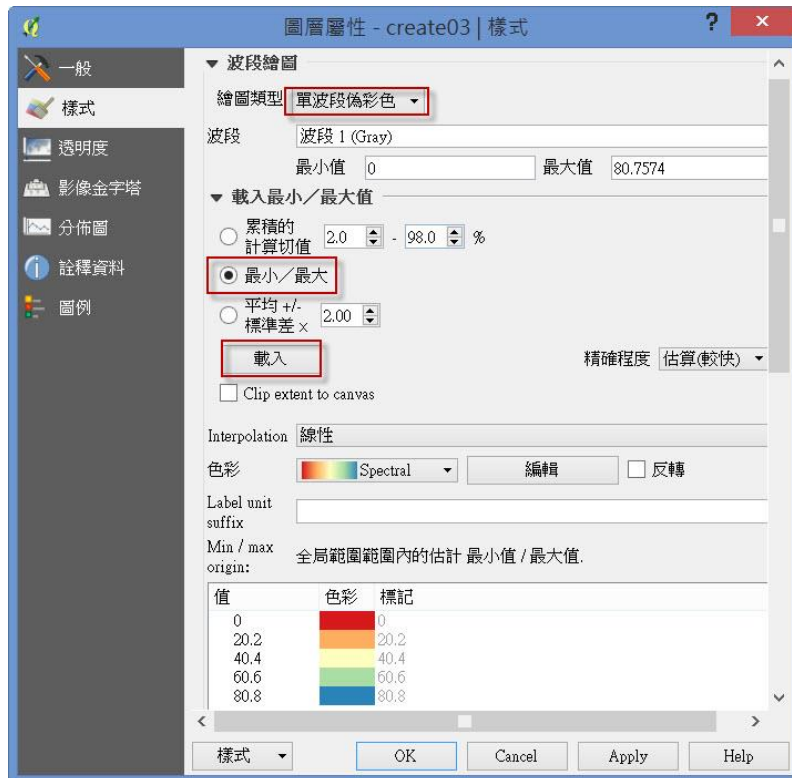 圖層屬性 - create03 | 樣式
? ×
一般
樣式
透明度
影像金字塔
分佈圖
詮釋資料
圖例
▼ 波段繪圖
繪圖類型 單波段偽彩色
波段 波段 1 (Gray)
最小值 0 最大值 80.7574
▼ 載入最小／最大值
累積的
計算切值 2.0 - 98.0 %
最小／最大
平均 +/-
標準差 × 2.00
載入 精確程度 估算(較快)
Clip extent to canvas
Interpolation 線性
色彩 Spectral 編輯 反轉
Label unit
suffix
Min / max
origin: 全局範圍範圍內的估計 最小值 / 最大值.
值 色彩 標記
0 0
20.2 20.2
40.4 40.4
60.6 60.6
80.8 80.8
樣式 OK Cancel Apply Help